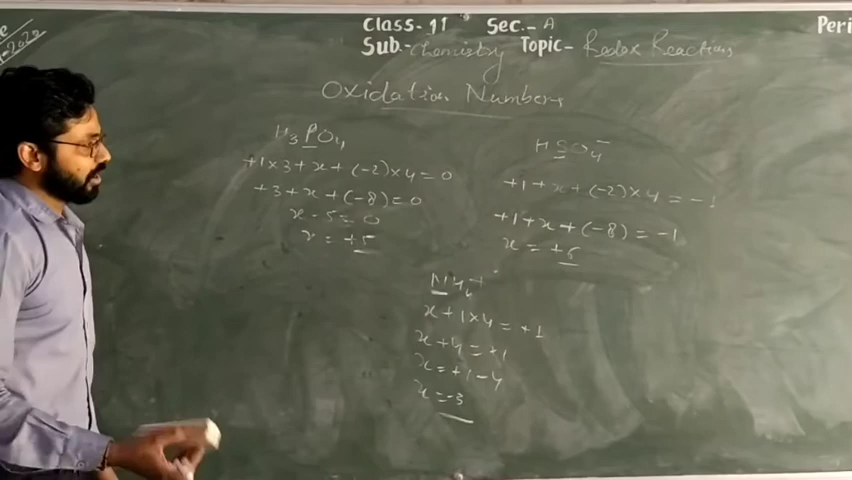 Class-11 Sec.- A Peri
Sub.- Chemistry Topic- Redox Reactions
2020
Oxidation Numbers
H₃PO₄
+1×3+x+(-2)×4=0
+3+x+(-8)=0
x-5=0
x=+5
HSO₄⁻
+1+x+(-2)×4=-1
+1+x+(-8)=-1
x=+6
NH₄⁺
x+1×4=+1
x+4=+1
x=+1-4
x=-3